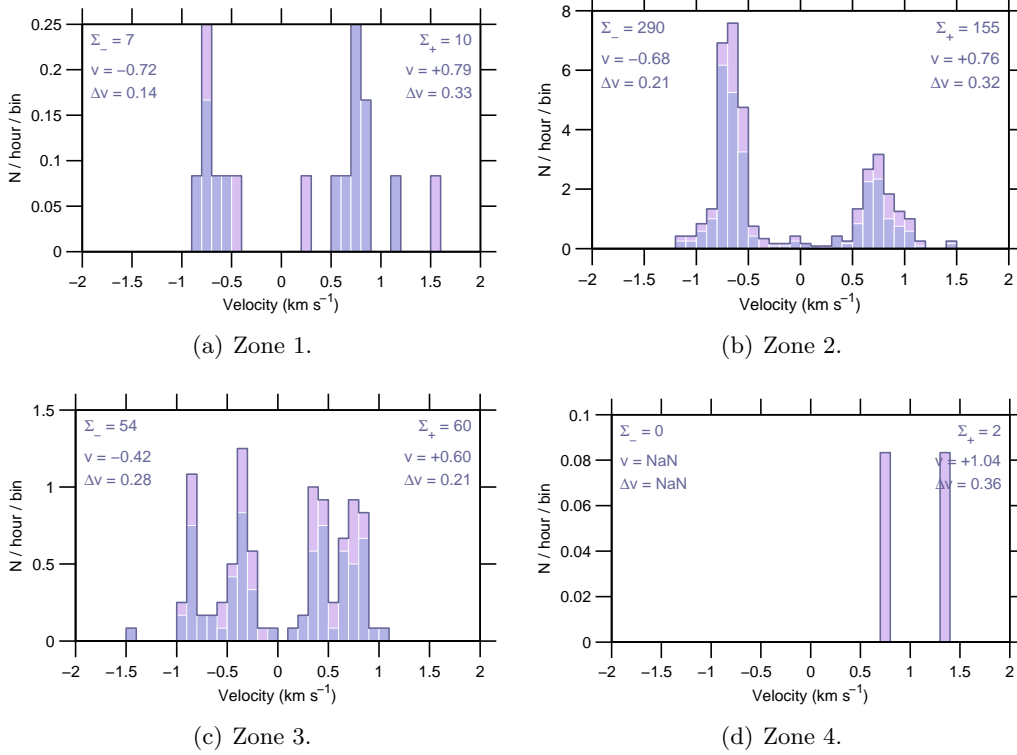 0.25
0.2
0.15
0.1
0.05
0
N / hour / bin
Σ_ = 7
v = −0.72
Δv = 0.14
Σ+ = 10
v = +0.79
Δv = 0.33
−2 −1.5 −1 −0.5 0 0.5 1 1.5 2
Velocity (km s⁻¹)
(a) Zone 1.
8
6
4
2
0
N / hour / bin
Σ_ = 290
v = −0.68
Δv = 0.21
Σ+ = 155
v = +0.76
Δv = 0.32
−2 −1.5 −1 −0.5 0 0.5 1 1.5 2
Velocity (km s⁻¹)
(b) Zone 2.
1.5
1
0.5
0
N / hour / bin
Σ_ = 54
v = −0.42
Δv = 0.28
Σ+ = 60
v = +0.60
Δv = 0.21
−2 −1.5 −1 −0.5 0 0.5 1 1.5 2
Velocity (km s⁻¹)
(c) Zone 3.
0.1
0.08
0.06
0.04
0.02
0
N / hour / bin
Σ_ = 0
v = NaN
Δv = NaN
Σ+ = 2
v = +1.04
Δv = 0.36
−2 −1.5 −1 −0.5 0 0.5 1 1.5 2
Velocity (km s⁻¹)
(d) Zone 4.